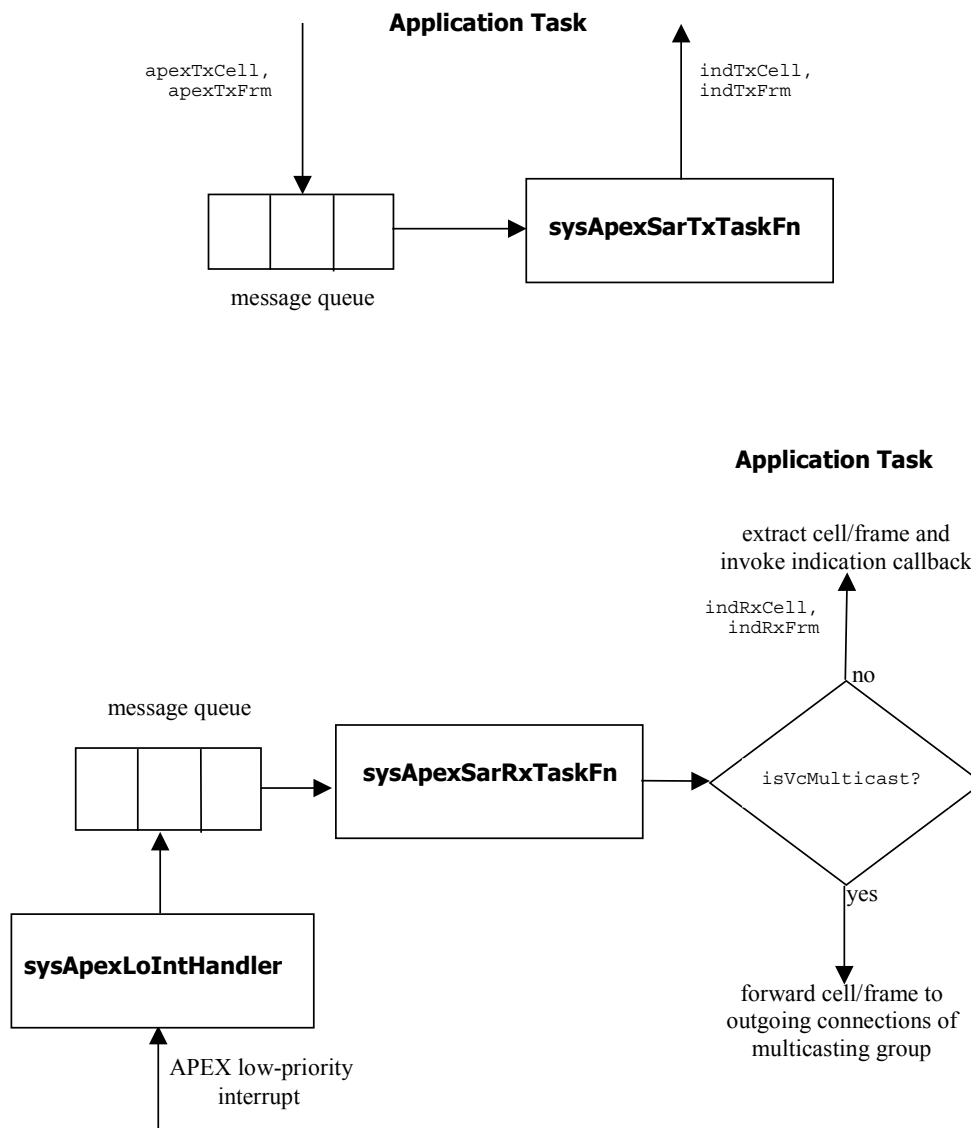 Application Task
apexTxCell,
apexTxFrm
indTxCell,
indTxFrm
sysApexSarTxTaskFn
message queue
Application Task
extract cell/frame and
invoke indication callback
indRxCell,
indRxFrm
no
message queue
sysApexSarRxTaskFn
isVcMulticast?
yes
sysApexLoIntHandler
forward cell/frame to
outgoing connections of
multicasting group
APEX low-priority
interrupt